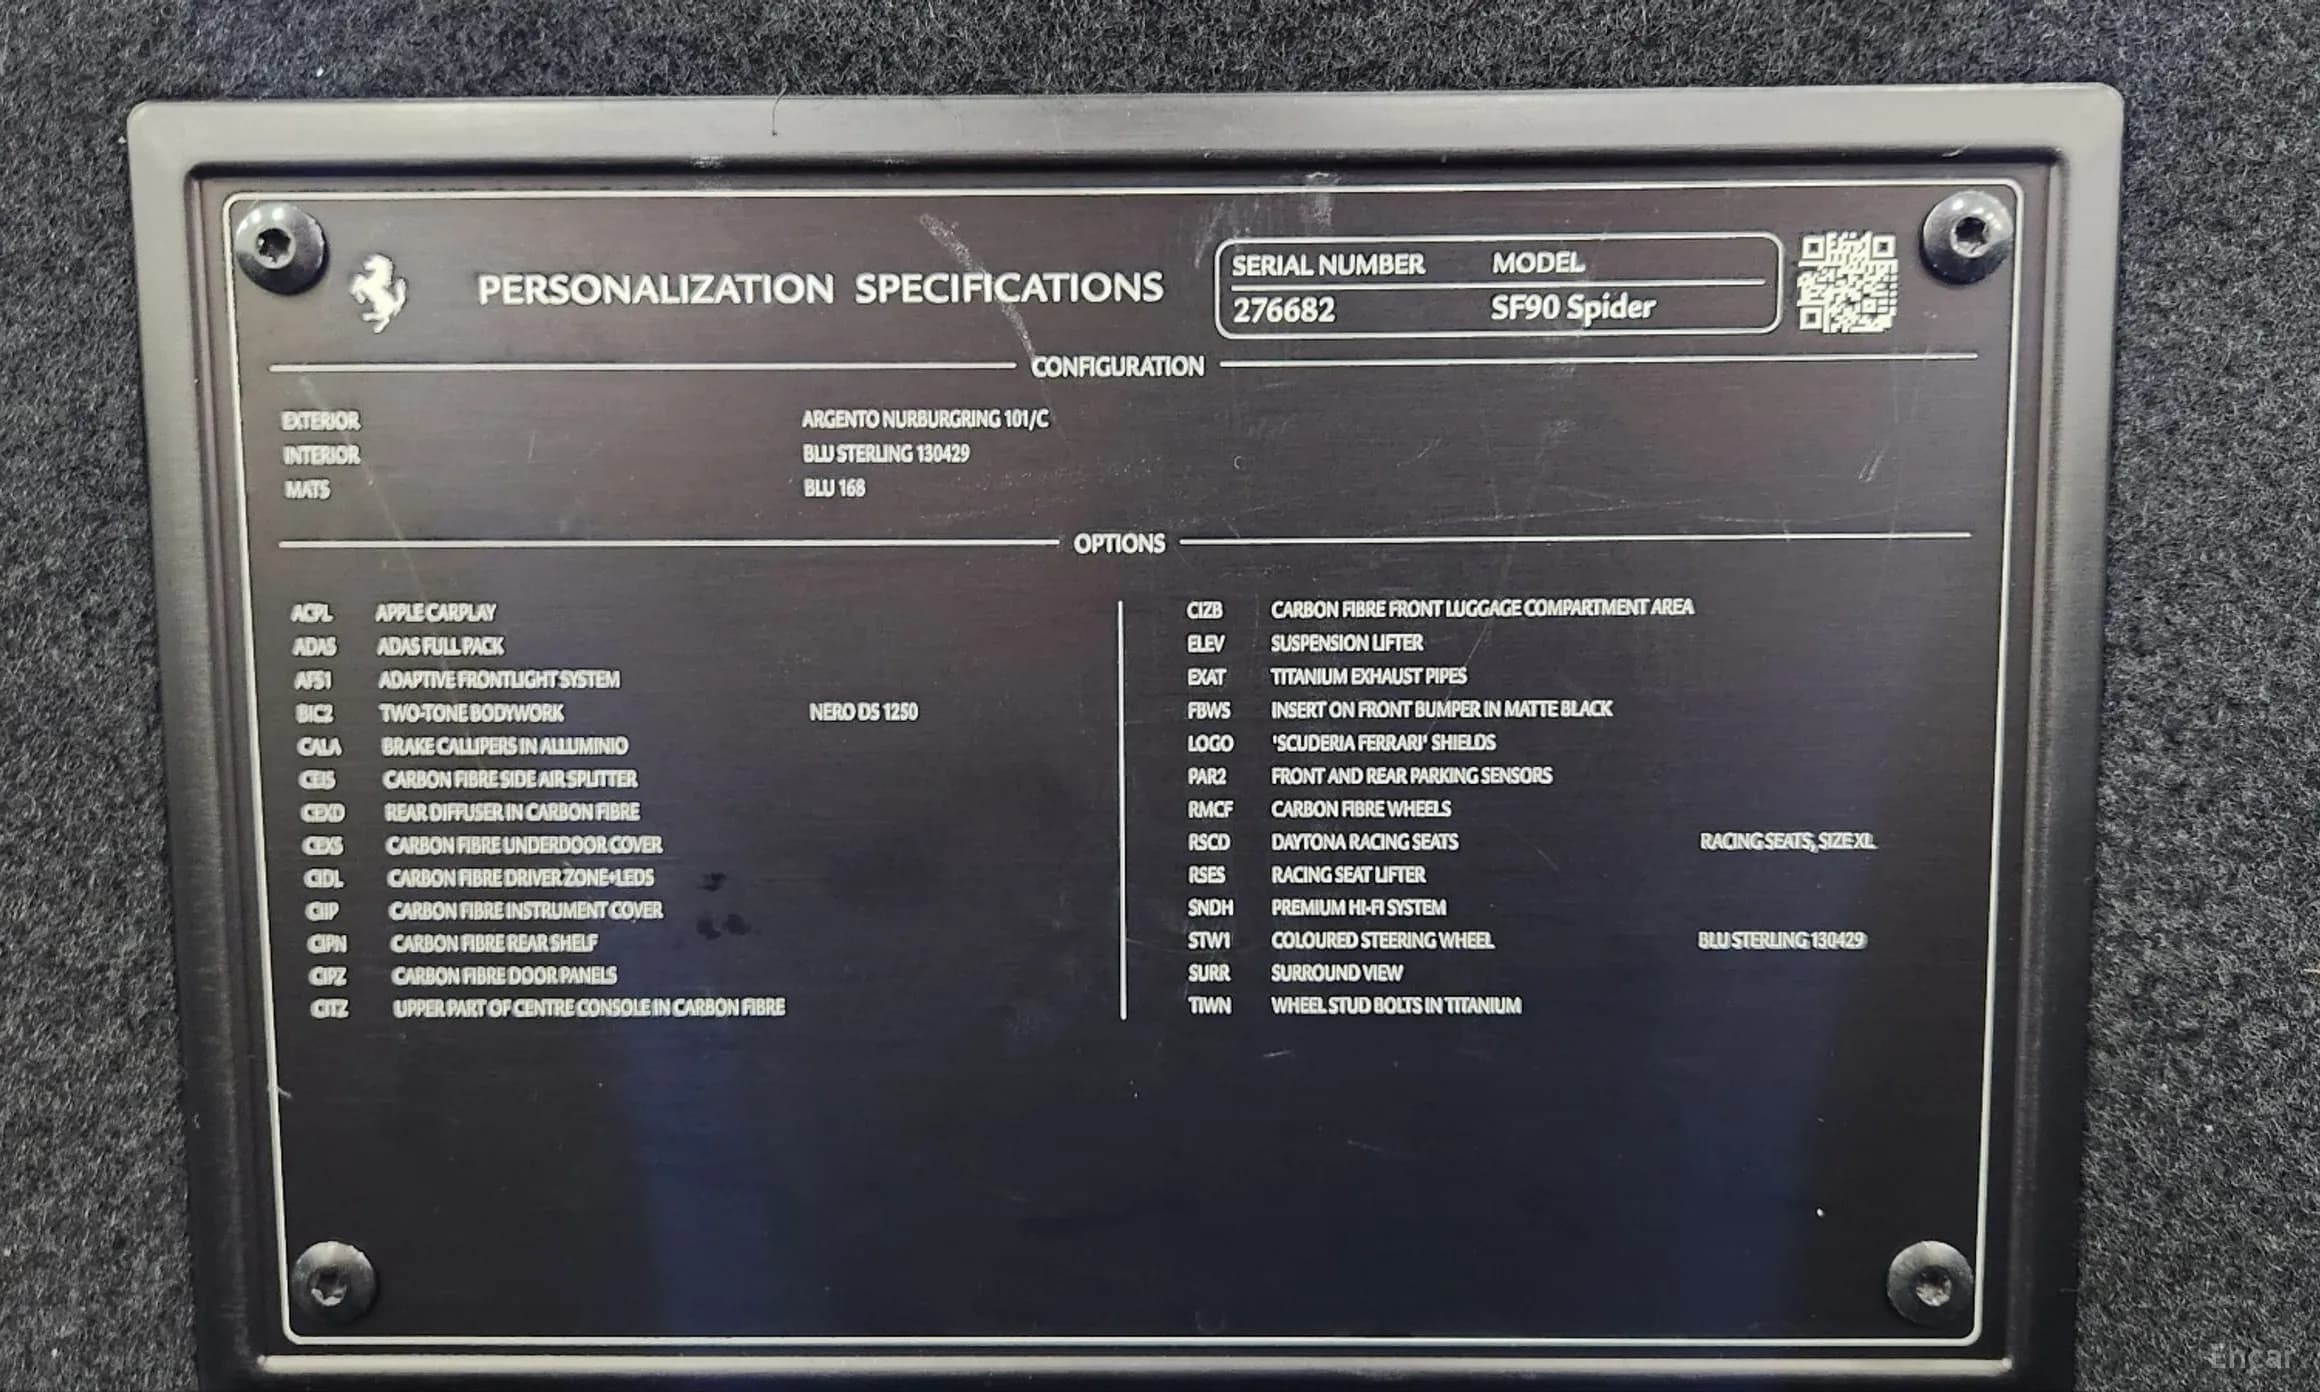 PERSONALIZATION SPECIFICATIONS
SERIAL NUMBER MODEL
276682 SF90 Spider
CONFIGURATION
EXTERIOR ARGENTO NURBURGRING 101/C
INTERIOR BLU STERLING 130429
MATS BLU 168
OPTIONS
ACPL APPLE CARPLAY
ADAS ADAS FULL PACK
AFS1 ADAPTIVE FRONTLIGHT SYSTEM
BIC2 TWO-TONE BODYWORK NERO DS 1250
CALA BRAKE CALLIPERS IN ALLUMINIO
CEIS CARBON FIBRE SIDE AIR SPLITTER
CEXD REAR DIFFUSER IN CARBON FIBRE
CEXS CARBON FIBRE UNDERDOOR COVER
CIDL CARBON FIBRE DRIVER ZONE+LEDS
CIIP CARBON FIBRE INSTRUMENT COVER
CIPN CARBON FIBRE REAR SHELF
CIPZ CARBON FIBRE DOOR PANELS
CITZ UPPER PART OF CENTRE CONSOLE IN CARBON FIBRE
CIZB CARBON FIBRE FRONT LUGGAGE COMPARTMENT AREA
ELEV SUSPENSION LIFTER
EXAT TITANIUM EXHAUST PIPES
FBWS INSERT ON FRONT BUMPER IN MATTE BLACK
LOGO 'SCUDERIA FERRARI' SHIELDS
PAR2 FRONT AND REAR PARKING SENSORS
RMCF CARBON FIBRE WHEELS
RSCD DAYTONA RACING SEATS RACING SEATS, SIZE XL
RSES RACING SEAT LIFTER
SNDH PREMIUM HI-FI SYSTEM
STW1 COLOURED STEERING WHEEL BLU STERLING 130429
SURR SURROUND VIEW
TIWN WHEEL STUD BOLTS IN TITANIUM
Encar